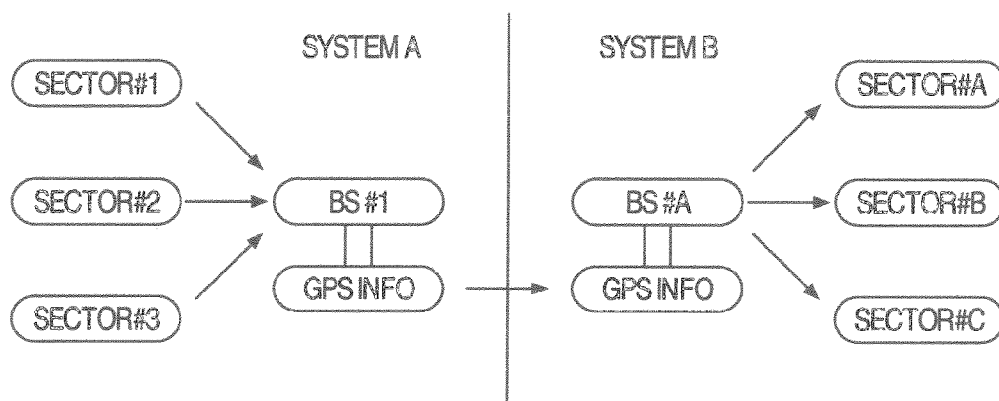 SYSTEM A
SYSTEM B
SECTOR#1
SECTOR#A
SECTOR#2
BS #1
BS #A
SECTOR#B
GPS INFO
GPS INFO
SECTOR#3
SECTOR#C